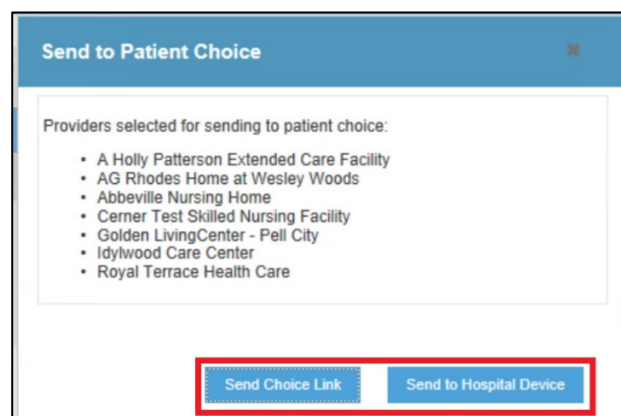 Send to Patient Choice
Providers selected for sending to patient choice:
• A Holly Patterson Extended Care Facility
• AG Rhodes Home at Wesley Woods
• Abbeville Nursing Home
• Cerner Test Skilled Nursing Facility
• Golden LivingCenter - Pell City
• Idylwood Care Center
• Royal Terrace Health Care
Send Choice Link Send to Hospital Device